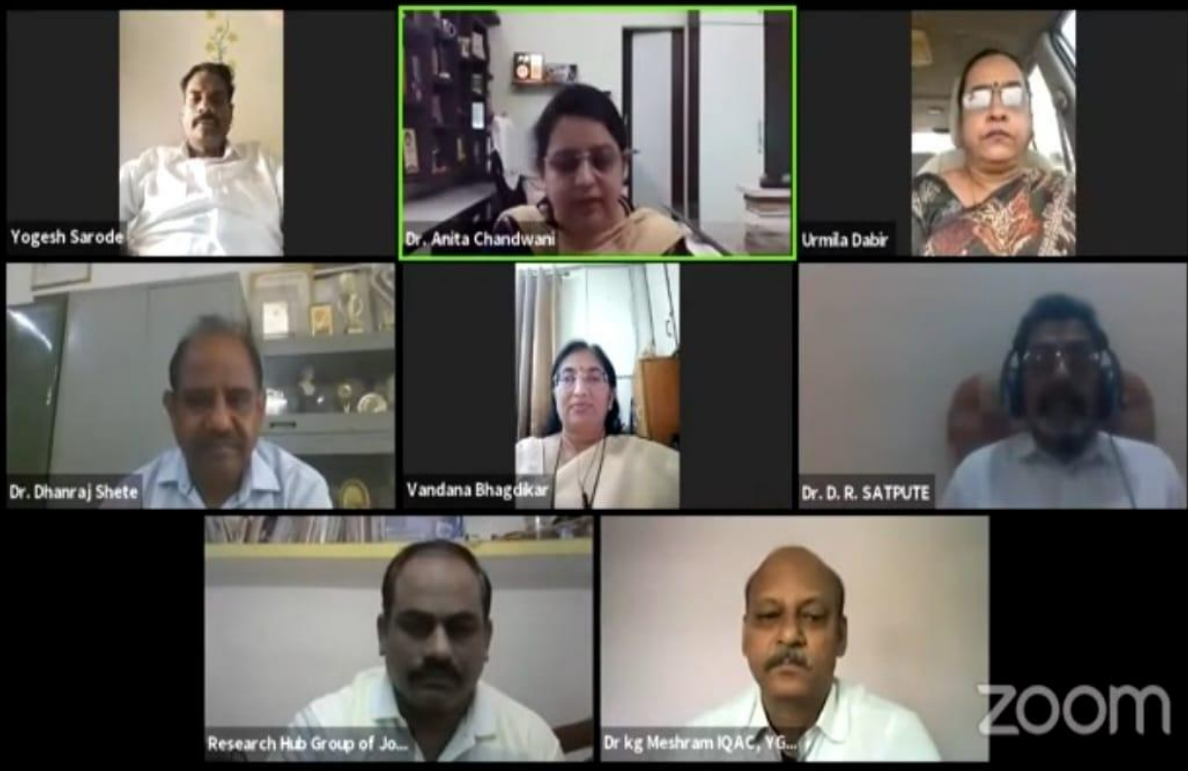 Yogesh Sarode
Dr. Anita Chandwani
Urmila Dabir
Dr. Dhanraj Shete
Vandana Bhagdikar
Dr. D. R. SATPUTE
Research Hub Group of Jo...
Dr kg Meshram IQAC, YG...
zoom